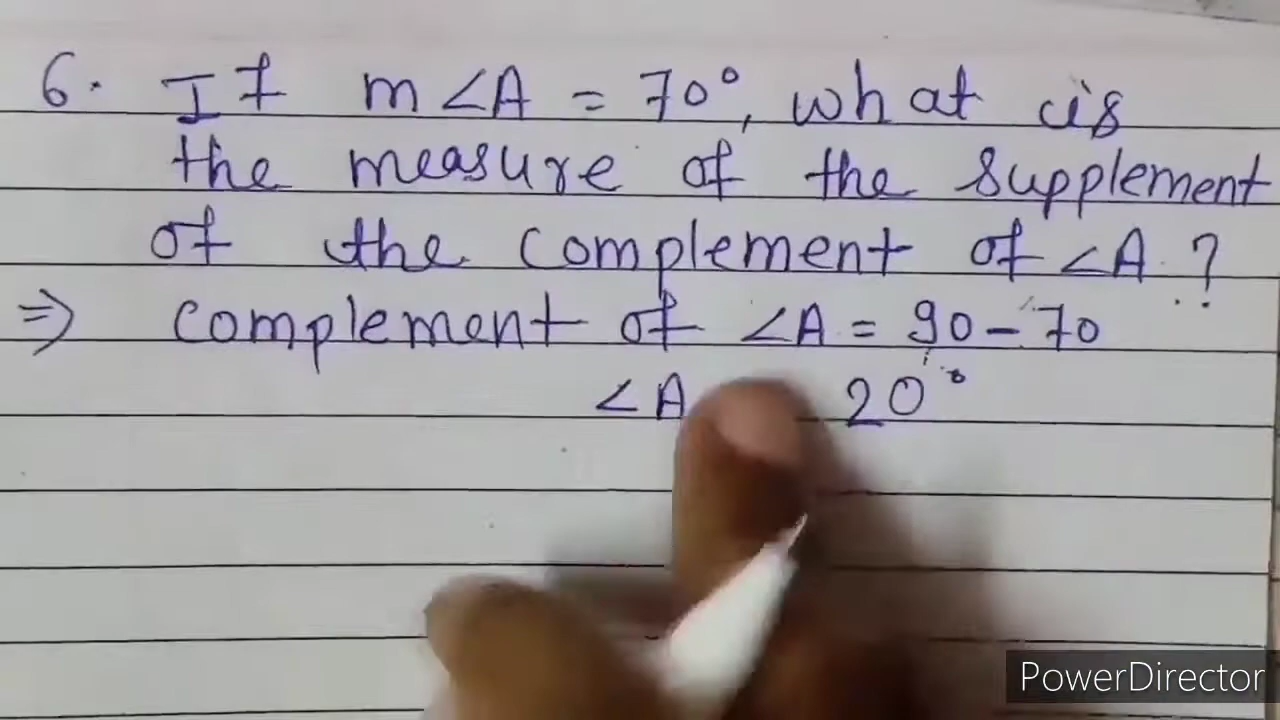 6. If m∠A = 70°, what is
the measure of the supplement
of the complement of ∠A ?
⇒ complement of ∠A = 90 - 70
∠A 20°
PowerDirector